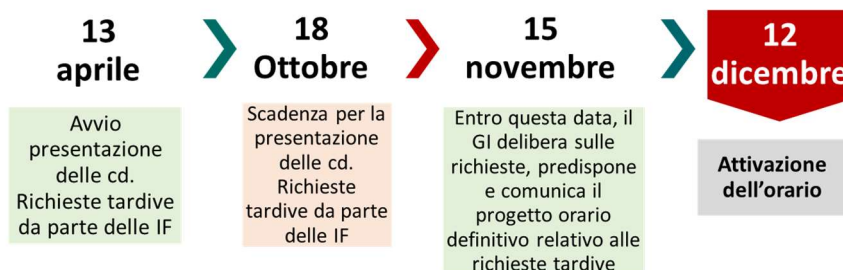 13
aprile
Avvio
presentazione
delle cd.
Richieste tardive
da parte delle IF
18
Ottobre
Scadenza per la
presentazione
delle cd.
Richieste
tardive da parte
delle IF
15
novembre
Entro questa data, il
GI delibera sulle
richieste, predispone
e comunica il
progetto orario
definitivo relativo alle
richieste tardive
12
dicembre
Attivazione
dell’orario